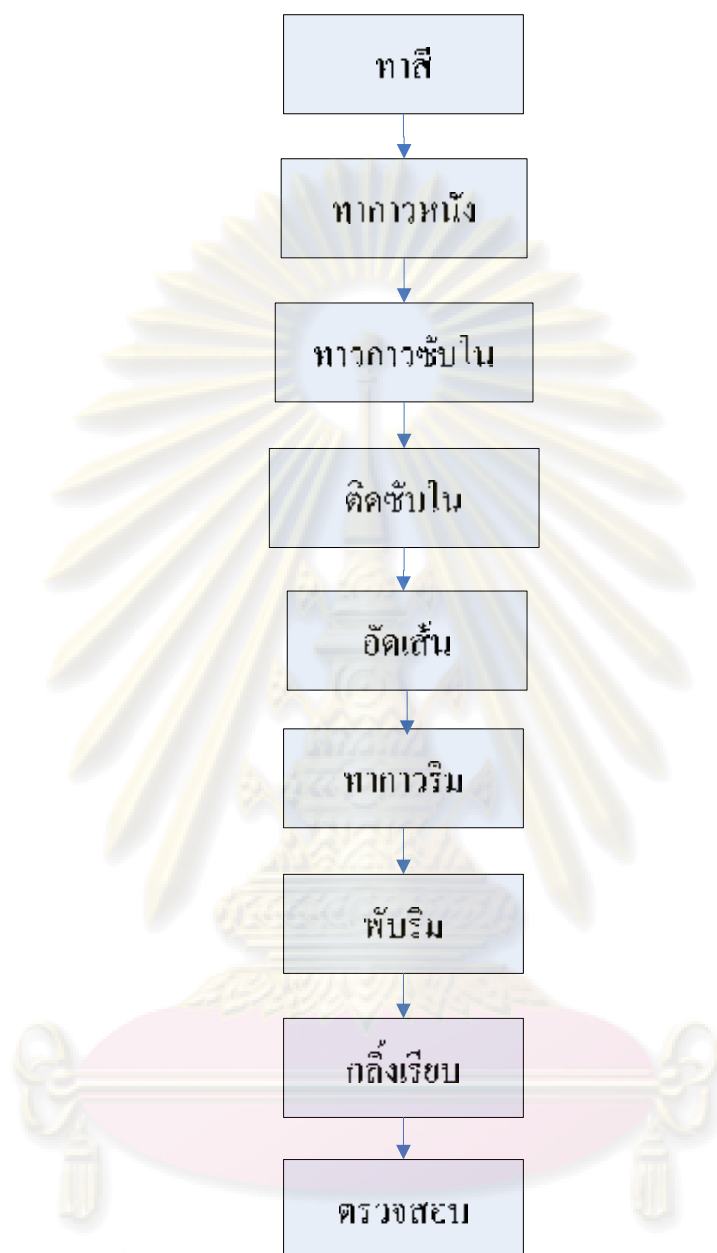 ทาสี
ทากาวหนัง
ทารกาวซับใน
ติดซับใน
อัดเส้น
ทากาวริม
พับริม
กลิ้งเรียบ
ตรวจสอบ